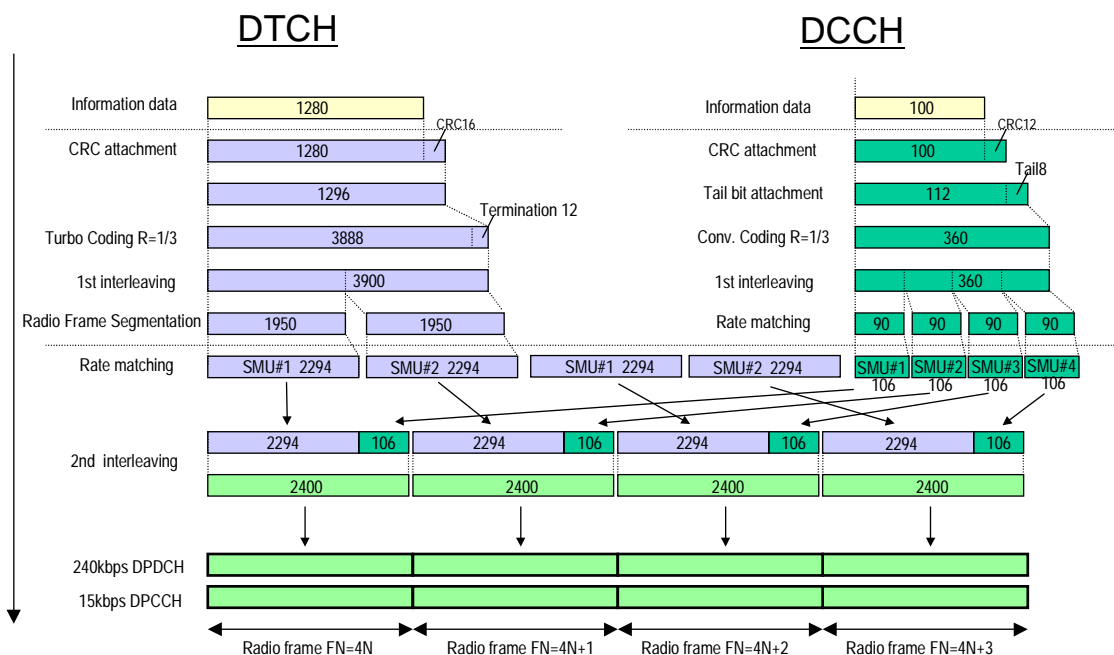 DTCH DCCH
Information data 1280 Information data 100
CRC16 CRC12
CRC attachment 1280 CRC attachment 100
Tail8
1296 Tail bit attachment 112
Termination 12
Turbo Coding R=1/3 3888 Conv. Coding R=1/3 360
1st interleaving 3900 1st interleaving 360
Radio Frame Segmentation 1950 1950 Rate matching 90 90 90 90
Rate matching SMU#1 2294 SMU#2 2294 SMU#1 2294 SMU#2 2294 SMU#1 SMU#2 SMU#3 SMU#4
106 106 106 106
2294 106 2294 106 2294 106 2294 106
2nd interleaving
2400 2400 2400 2400
240kbps DPDCH
15kbps DPCCH
Radio frame FN=4N Radio frame FN=4N+1 Radio frame FN=4N+2 Radio frame FN=4N+3